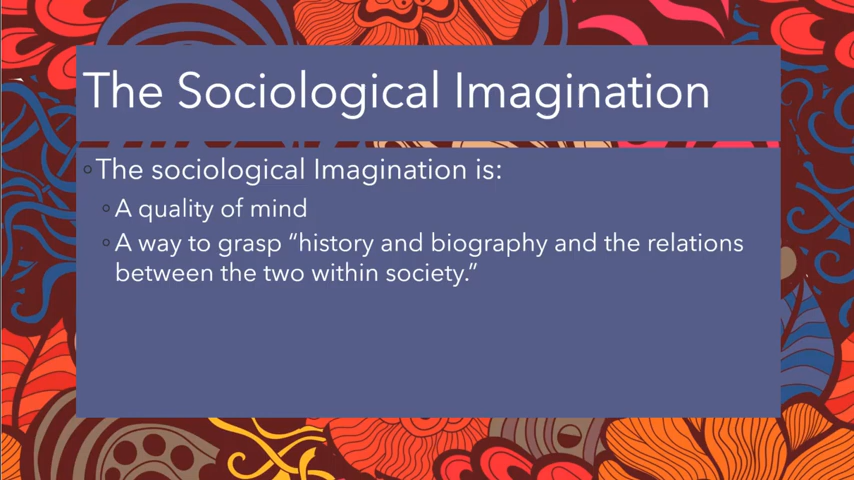 The Sociological Imagination
The sociological Imagination is:
A quality of mind
A way to grasp “history and biography and the relations
between the two within society.”